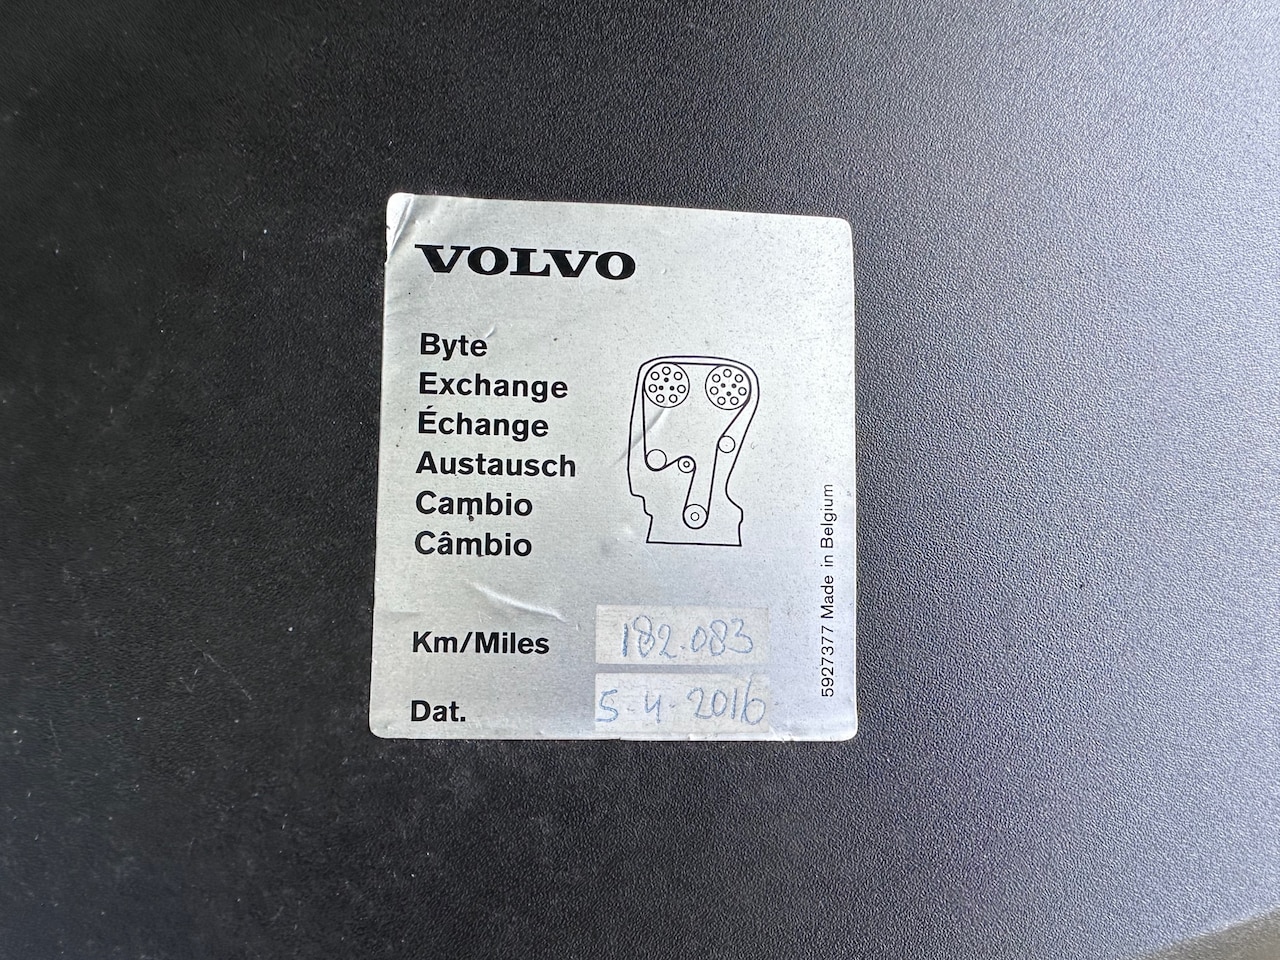 VOLVO
Byte
Exchange
Échange
Austausch
Cambio
Câmbio
Km/Miles 182.083
Dat. 5-4-2016
5927377 Made in Belgium